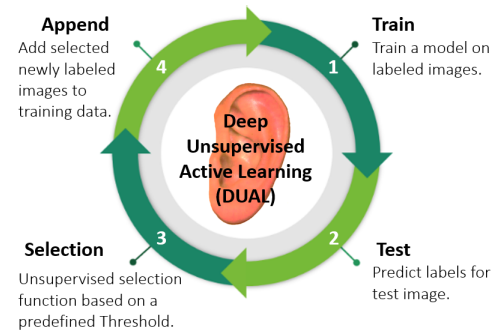 Append
Add selected
newly labeled
images to
training data.
4
Train
Train a model on
labeled images.
1
Deep
Unsupervised
Active Learning
(DUAL)
Selection
Unsupervised selection
function based on a
predefined Threshold.
3
2
Test
Predict labels for
test image.